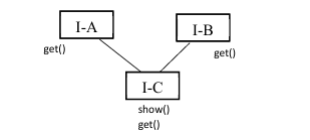 I-A
I-B
get()
get()
I-C
show()
get()